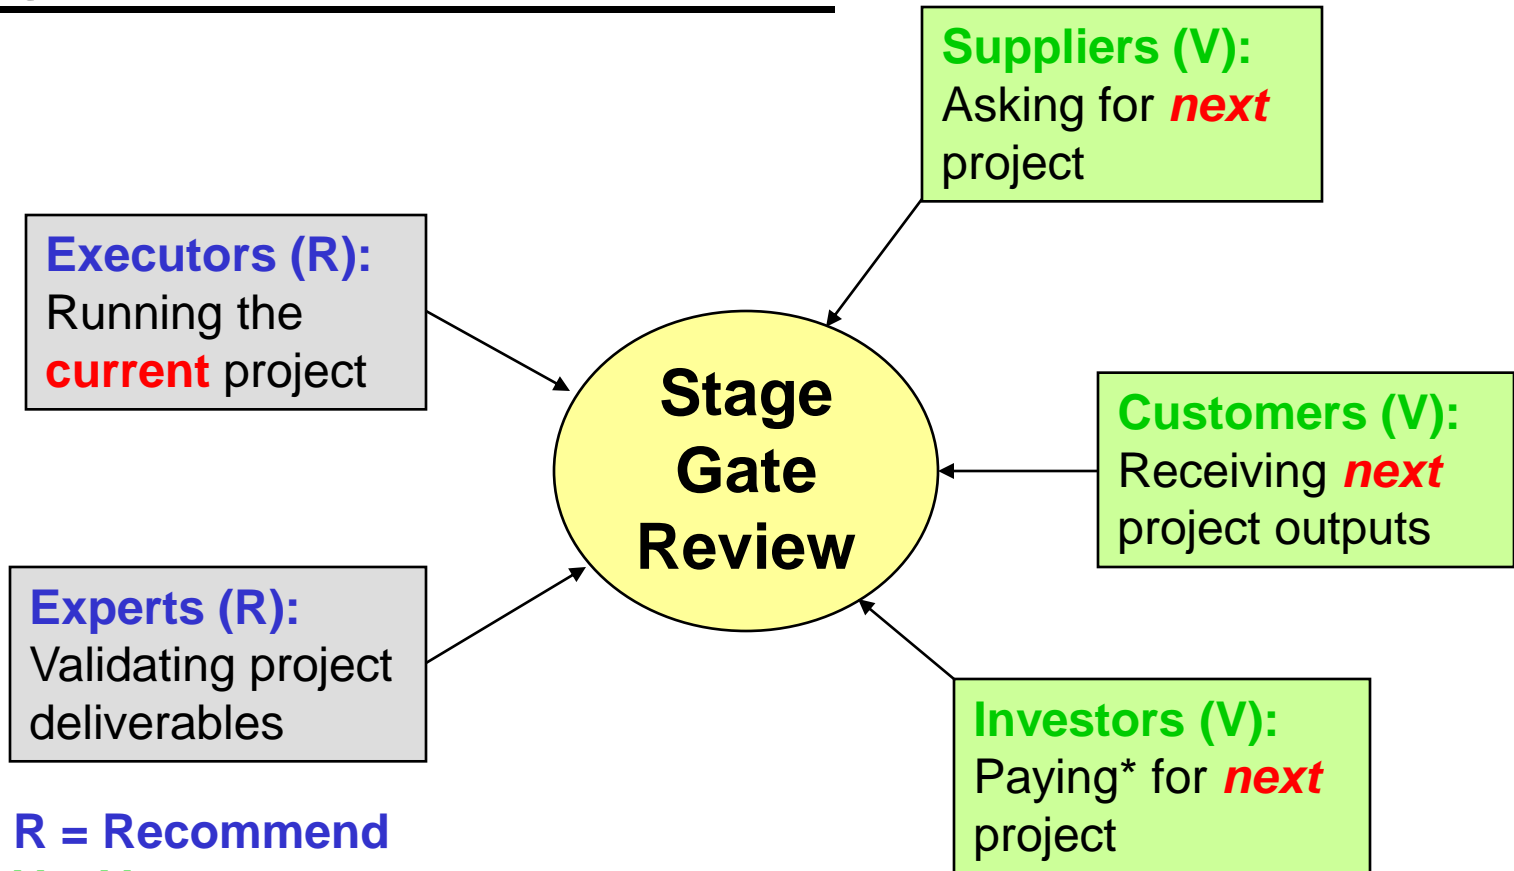 Suppliers (V):
Asking for next
project
Executors (R):
Running the
current project
Stage
Gate
Review
Customers (V):
Receiving next
project outputs
Experts (R):
Validating project
deliverables
Investors (V):
Paying* for next
project
R = Recommend